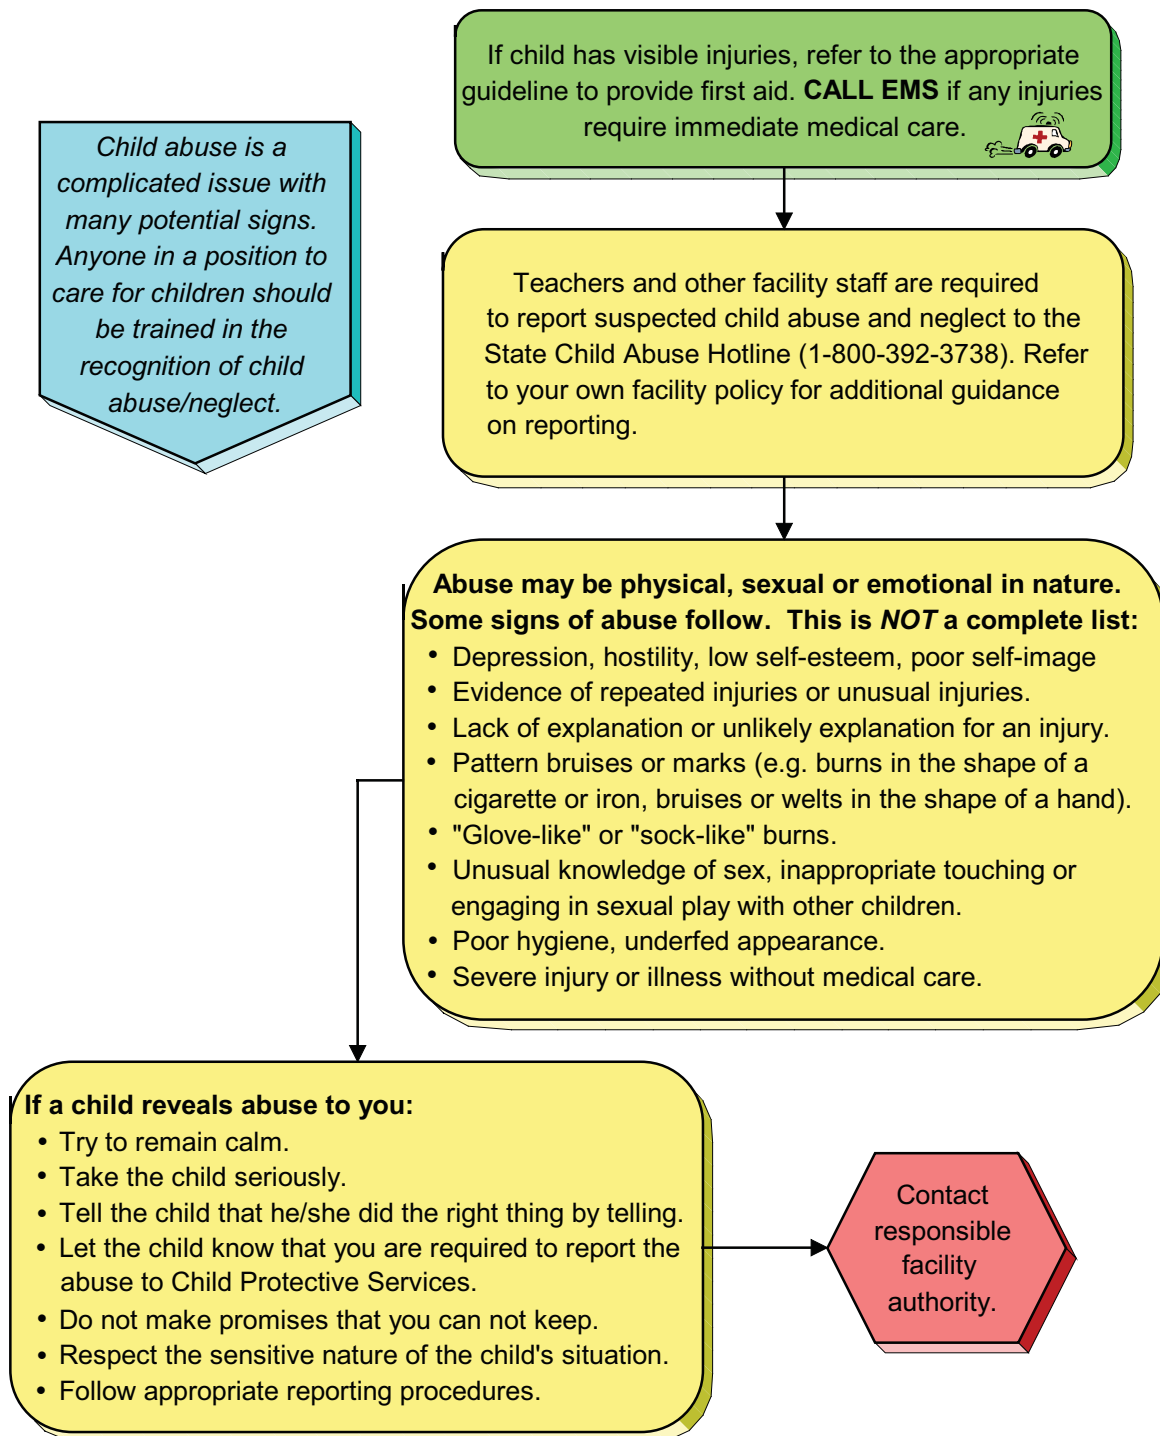 If child has visible injuries, refer to the appropriate
guideline to provide first aid. CALL EMS if any injuries
require immediate medical care.
Child abuse is a
complicated issue with
many potential signs.
Anyone in a position to
care for children should
be trained in the
recognition of child
abuse/neglect.
Teachers and other facility staff are required
to report suspected child abuse and neglect to the
State Child Abuse Hotline (1-800-392-3738). Refer
to your own facility policy for additional guidance
on reporting.
Abuse may be physical, sexual or emotional in nature.
Some signs of abuse follow.  This is NOT a complete list:
• Depression, hostility, low self-esteem, poor self-image
• Evidence of repeated injuries or unusual injuries.
• Lack of explanation or unlikely explanation for an injury.
• Pattern bruises or marks (e.g. burns in the shape of a
cigarette or iron, bruises or welts in the shape of a hand).
• "Glove-like" or "sock-like" burns.
• Unusual knowledge of sex, inappropriate touching or
engaging in sexual play with other children.
• Poor hygiene, underfed appearance.
• Severe injury or illness without medical care.
If a child reveals abuse to you:
• Try to remain calm.
• Take the child seriously.
• Tell the child that he/she did the right thing by telling.
• Let the child know that you are required to report the
abuse to Child Protective Services.
• Do not make promises that you can not keep.
• Respect the sensitive nature of the child's situation.
• Follow appropriate reporting procedures.
Contact
responsible
facility
authority.